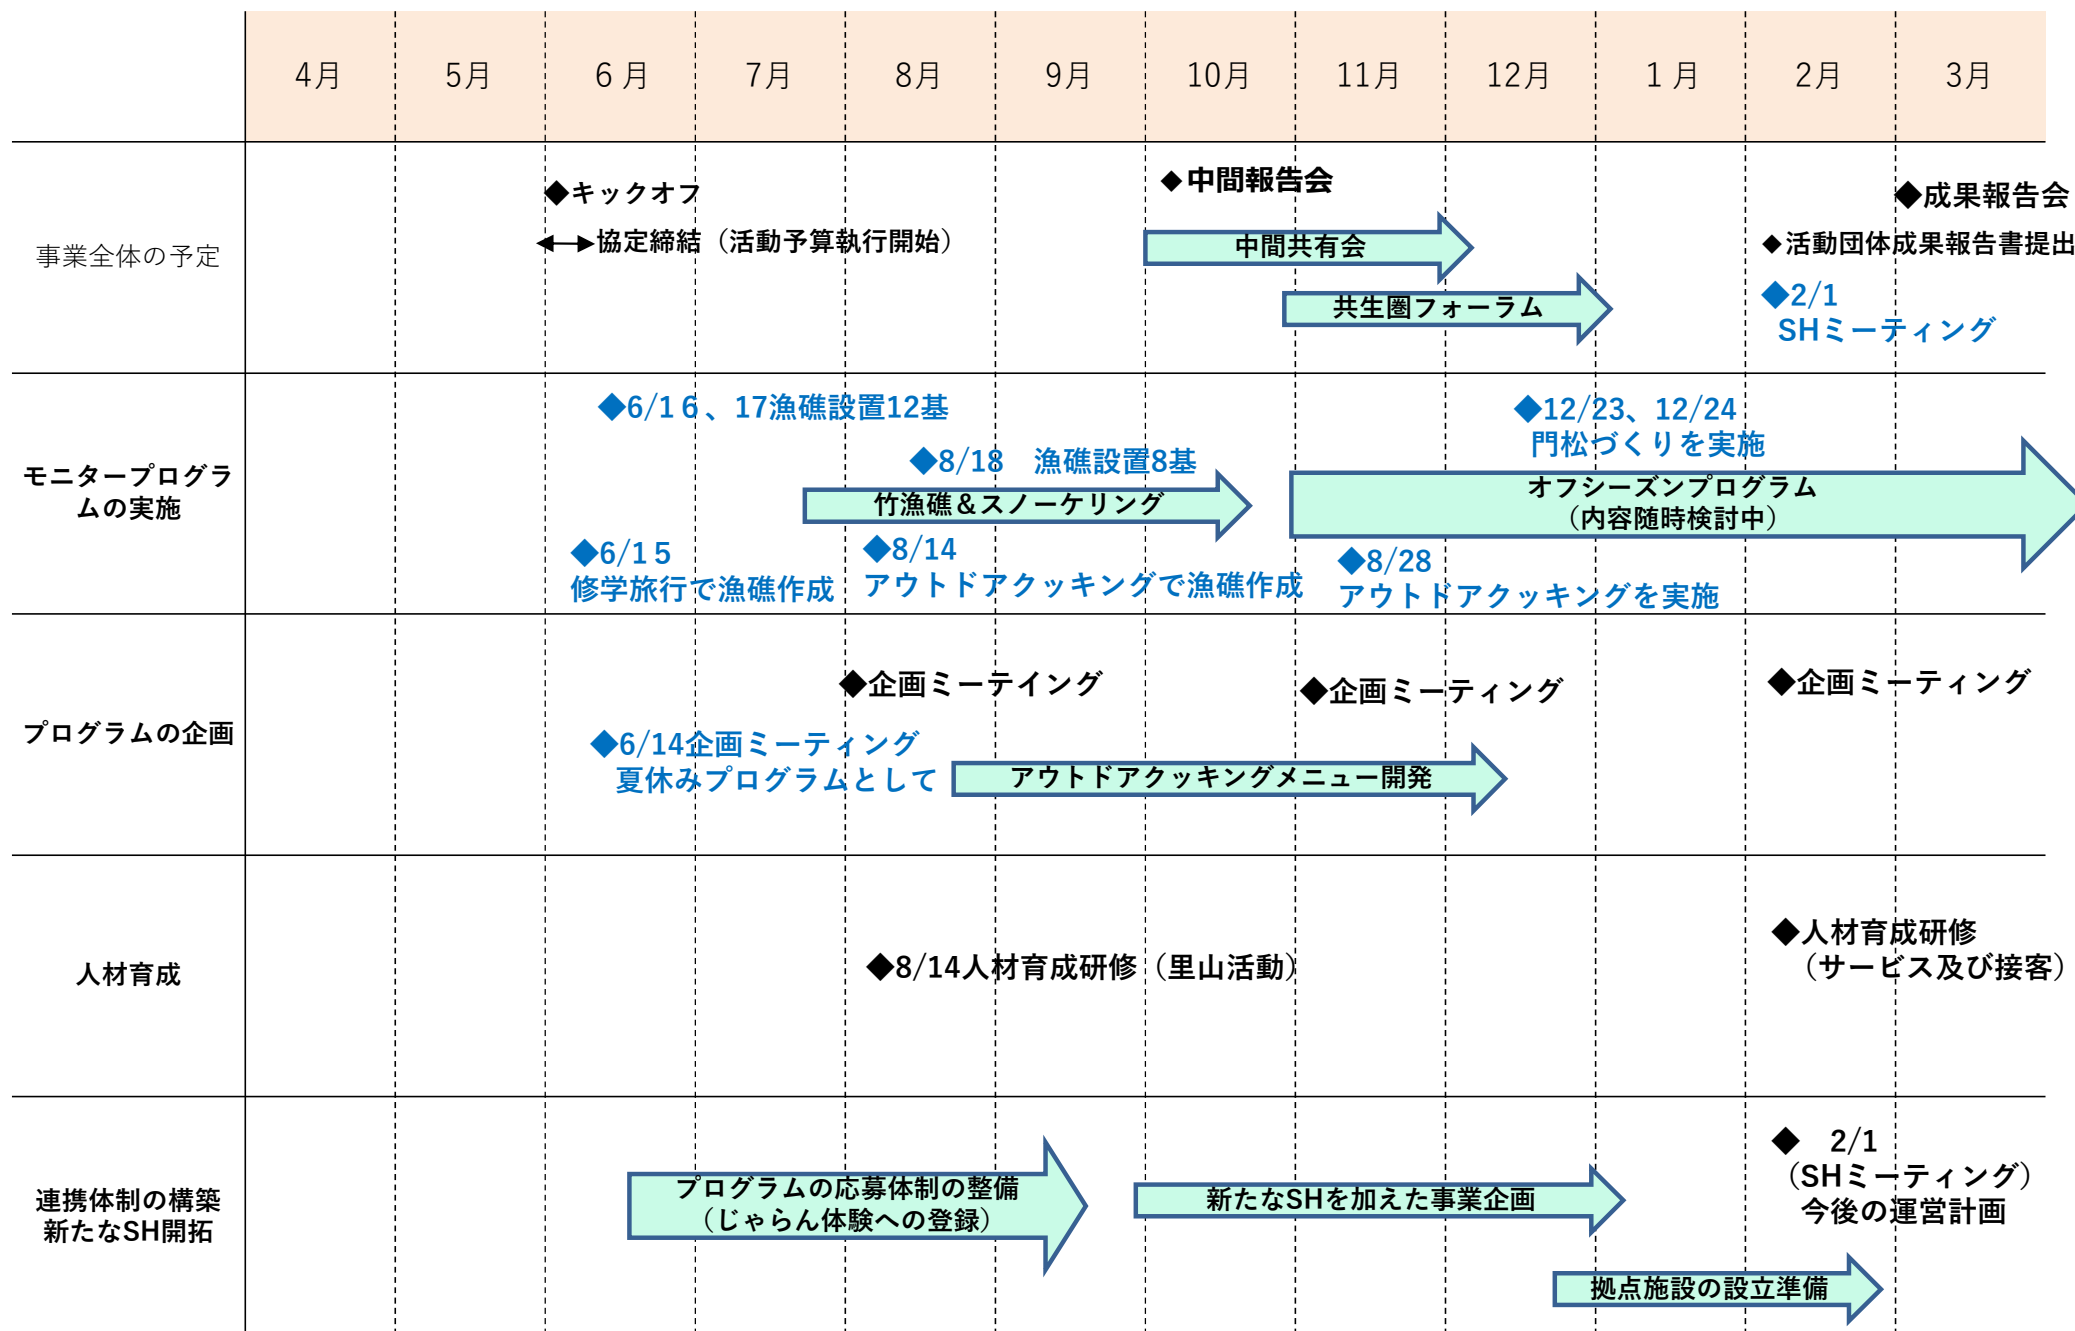 4月 5月 6月 7月 8月 9月 10月 11月 12月 1月 2月 3月
事業全体の予定
◆キックオフ
協定締結（活動予算執行開始）
◆中間報告会
中間共有会
共生圏フォーラム
◆成果報告会
◆活動団体成果報告書提出
◆2/1
SHミーティング
モニタープログラ
ムの実施
◆6/1６、17漁礁設置12基
◆8/18　漁礁設置8基
竹漁礁＆スノーケリング
◆6/1５
修学旅行で漁礁作成
◆8/14
アウトドアクッキングで漁礁作成
◆12/23、12/24
門松づくりを実施
オフシーズンプログラム
（内容随時検討中）
◆8/28
アウトドアクッキングを実施
プログラムの企画
◆企画ミーテイング
◆企画ミーティング
◆企画ミーティング
◆6/14企画ミーティング
夏休みプログラムとして
アウトドアクッキングメニュー開発
人材育成
◆8/14人材育成研修（里山活動）
◆人材育成研修
（サービス及び接客）
連携体制の構築
新たなSH開拓
プログラムの応募体制の整備
（じゃらん体験への登録）
新たなSHを加えた事業企画
◆　2/1
（SHミーティング）
今後の運営計画
拠点施設の設立準備